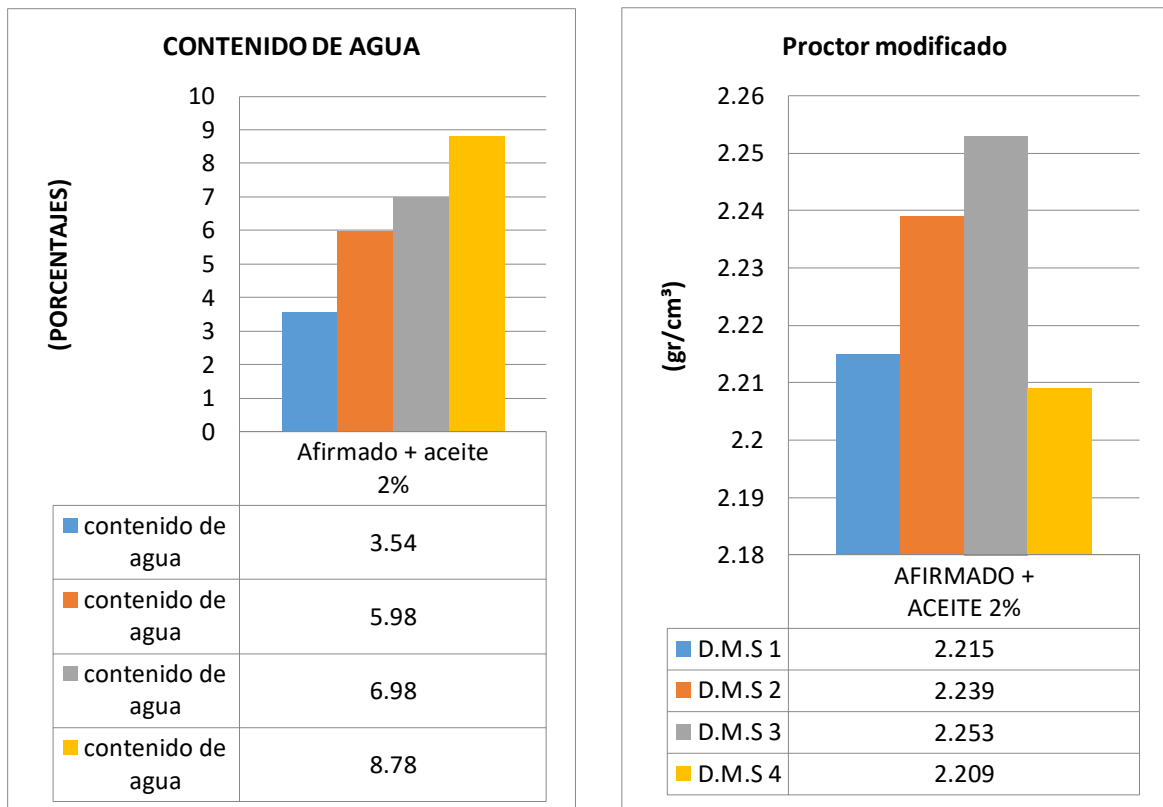 CONTENIDO DE AGUA
(PORCENTAJES)
10
9
8
7
6
5
4
3
2
1
0
Afirmado + aceite
2%
contenido de
agua
3.54
contenido de
agua
5.98
contenido de
agua
6.98
contenido de
agua
8.78
Proctor modificado
(gr/cm³)
2.26
2.25
2.24
2.23
2.22
2.21
2.2
2.19
2.18
AFIRMADO +
ACEITE 2%
D.M.S 1 2.215
D.M.S 2 2.239
D.M.S 3 2.253
D.M.S 4 2.209